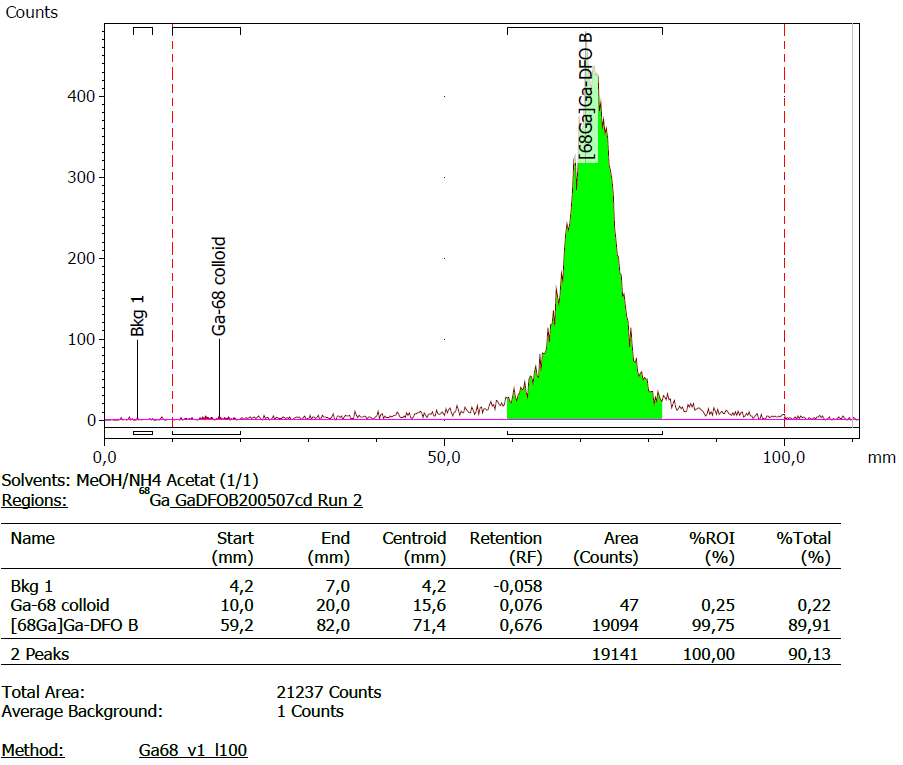 Counts
400
300
200
100
0
Bkg 1
Ga-68 colloid
[68Ga]Ga-DFO B
0,0 50,0 100,0 mm
Solvents: MeOH/NH4 Acetat (1/1)
Regions: 68Ga GaDFOB200507cd Run 2
Name Start End Centroid Retention Area %ROI %Total
(mm) (mm) (mm) (RF) (Counts) (%) (%)
Bkg 1 4,2 7,0 4,2 -0,058
Ga-68 colloid 10,0 20,0 15,6 0,076 47 0,25 0,22
[68Ga]Ga-DFO B 59,2 82,0 71,4 0,676 19094 99,75 89,91
2 Peaks 19141 100,00 90,13
Total Area: 21237 Counts
Average Background: 1 Counts
Method: Ga68_v1_l100